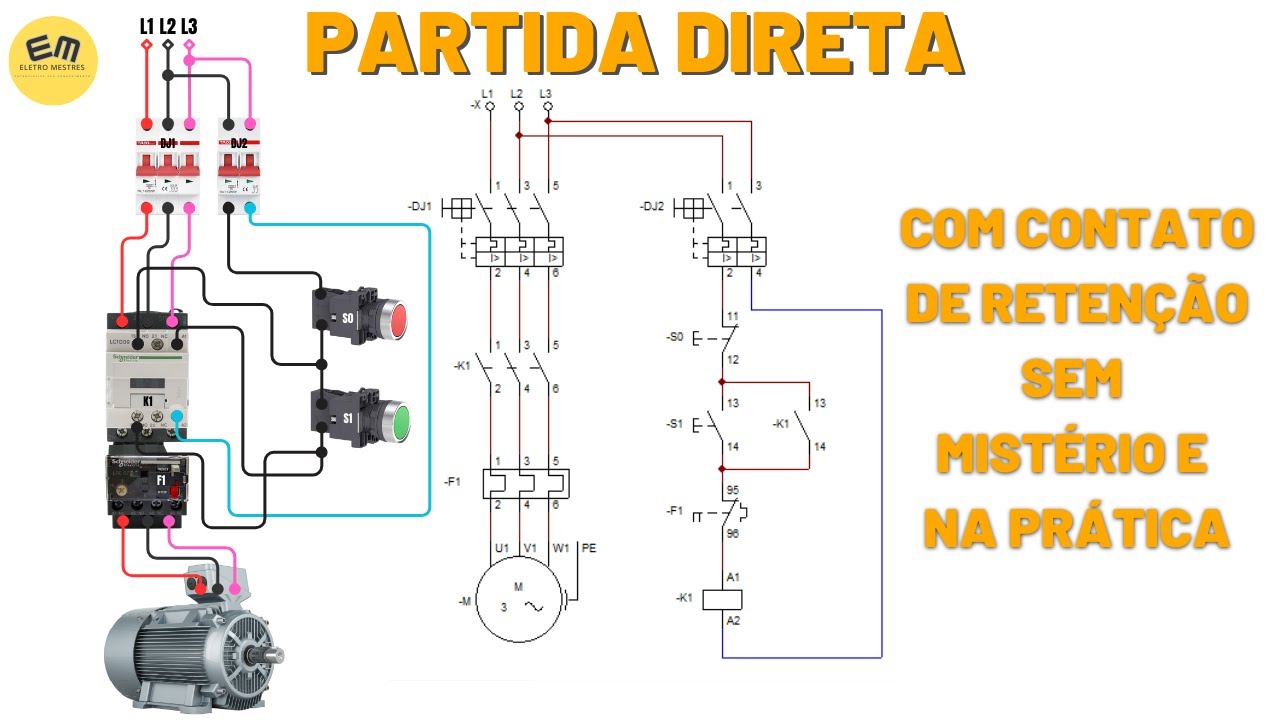 EM
ELETRO MESTRES
PARTIDA DIRETA
L1 L2 L3
DJ1
DJ2
S0
S1
LC1D09
Schneider
K1
Schneider
F1
L1 L2 L3
-X
1 3 5
-DJ1
I> I> I>
2 4 6
1 3 5
-K1
2 4 6
1 3 5
-F1
2 4 6
U1 V1 W1 PE
-M
M
3
1 3
-DJ2
I> I>
2 4
11
-S0
12
13
-S1
14
13
-K1
14
95
-F1
96
A1
-K1
A2
COM CONTATO
DE RETENÇÃO
SEM
MISTÉRIO E
NA PRÁTICA